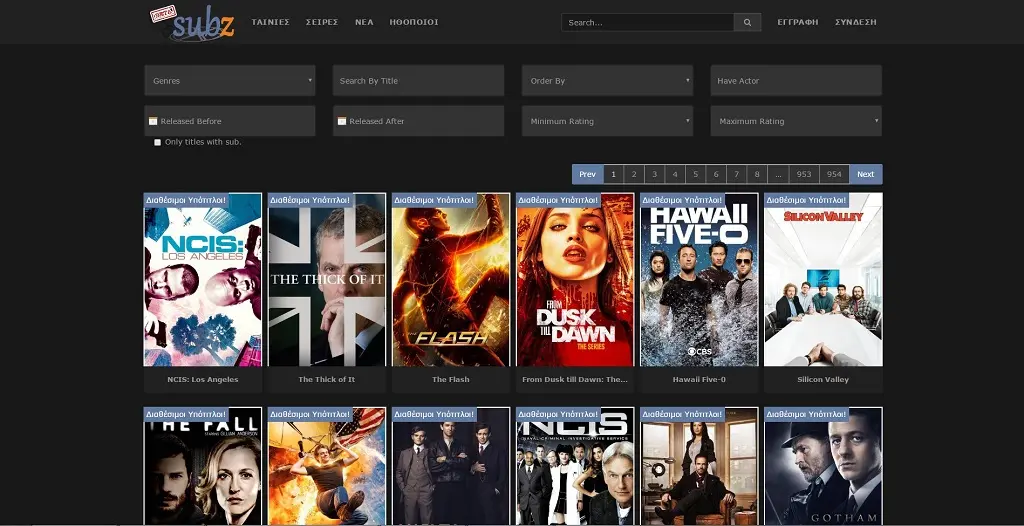 subz
ΤΑΙΝΙΕΣ ΣΕΙΡΕΣ ΝΕΑ ΗΘΟΠΟΙΟΙ
Search...
ΕΓΓΡΑΦΗ ΣΥΝΔΕΣΗ
Genres Search By Title Order By Have Actor
Released Before Released After Minimum Rating Maximum Rating
Only titles with sub.
Prev 1 2 3 4 5 6 7 8 ... 953 954 Next
Διαθέσιμοι Υπότιτλοι! Διαθέσιμοι Υπότιτλοι! Διαθέσιμοι Υπότιτλοι! Διαθέσιμοι Υπότιτλοι! Διαθέσιμοι Υπότιτλοι! Διαθέσιμοι Υπότιτλοι!
NCIS:
LOS ANGELES
THE THICK OF IT
THE FLASH
FROM
DUSK
TILL
DAWN
THE SERIES
HAWAII
FIVE-0
CBS
SILICON VALLEY
NCIS: Los Angeles The Thick of It The Flash From Dusk till Dawn: The... Hawaii Five-0 Silicon Valley
Διαθέσιμοι Υπότιτλοι! Διαθέσιμοι Υπότιτλοι! Διαθέσιμοι Υπότιτλοι! Διαθέσιμοι Υπότιτλοι! Διαθέσιμοι Υπότιτλοι! Διαθέσιμοι Υπότιτλοι!
THE FALL
STARRING GILLIAN ANDERSON
NCIS
NAVAL CRIMINAL INVESTIGATIVE SERVICE
GOTHAM